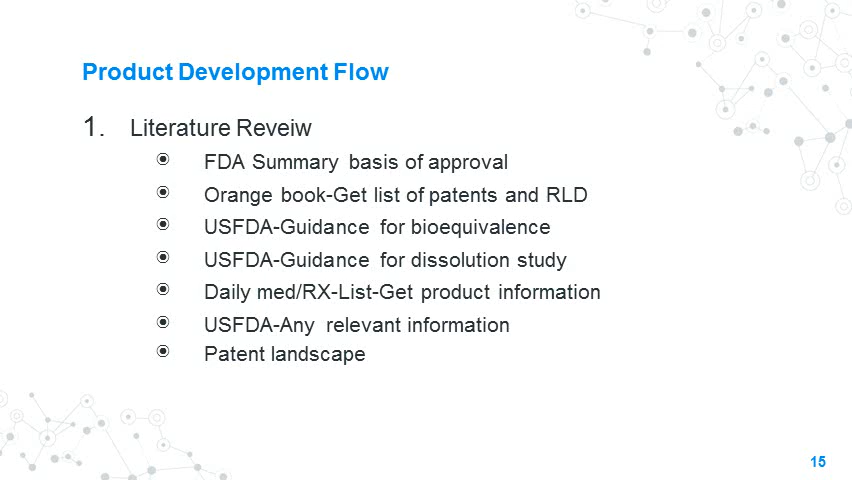 Product Development Flow
1. Literature Reveiw
FDA Summary basis of approval
Orange book-Get list of patents and RLD
USFDA-Guidance for bioequivalence
USFDA-Guidance for dissolution study
Daily med/RX-List-Get product information
USFDA-Any relevant information
Patent landscape
15